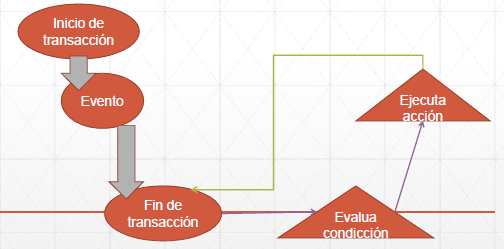 Inicio de
transacción
Evento
Fin de
transacción
Evalua
condicción
Ejecuta
acción